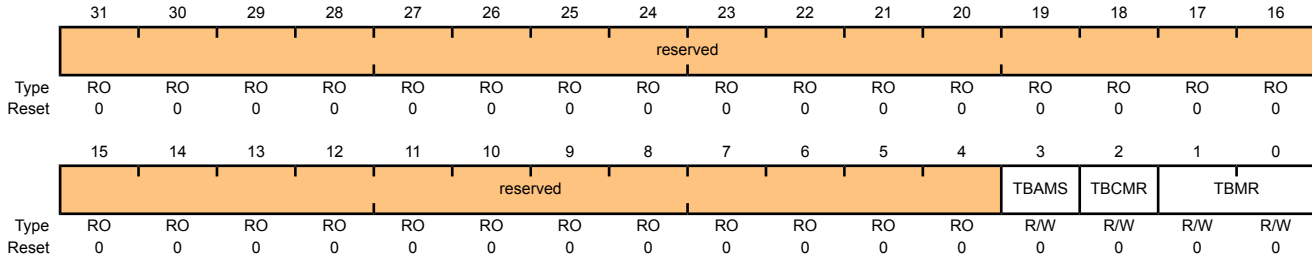 31 30 29 28 27 26 25 24 23 22 21 20 19 18 17 16
reserved
Type RO RO RO RO RO RO RO RO RO RO RO RO RO RO RO RO
Reset 0 0 0 0 0 0 0 0 0 0 0 0 0 0 0 0
15 14 13 12 11 10 9 8 7 6 5 4 3 2 1 0
reserved TBAMS TBCMR TBMR
Type RO RO RO RO RO RO RO RO RO RO RO RO R/W R/W R/W R/W
Reset 0 0 0 0 0 0 0 0 0 0 0 0 0 0 0 0